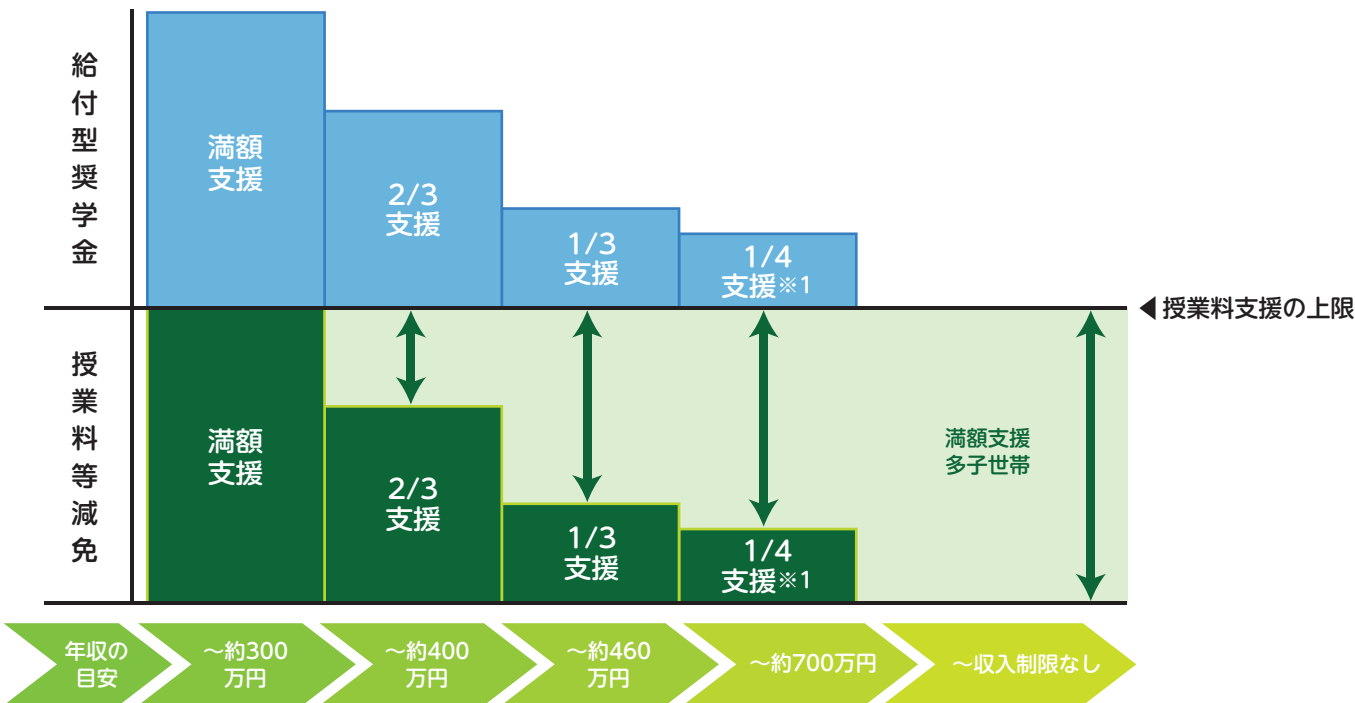 給付型奨学金
満額
支援
2/3
支援
1/3
支援
1/4
支援※1
◀授業料支援の上限
授業料等減免
満額
支援
2/3
支援
1/3
支援
1/4
支援※1
満額支援
多子世帯
年収の
目安
～約300
万円
～約400
万円
～約460
万円
～約700万円
～収入制限なし